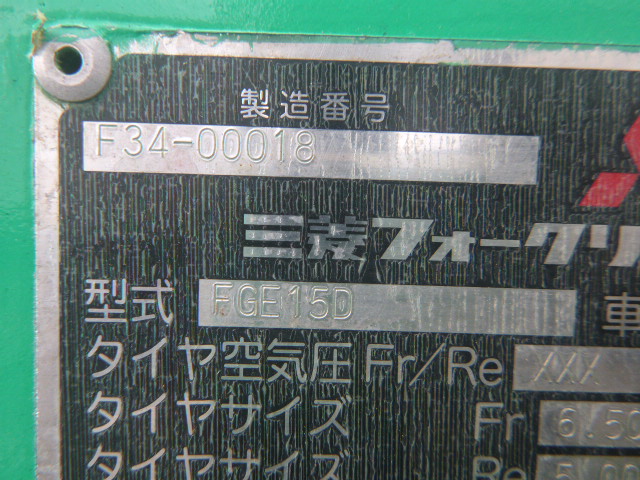 製造番号
F34-00018
三菱フォークリ
型式 FGE15D 車
タイヤ空気圧 Fr/Re XXX
タイヤサイズ Fr 6.50
タイヤサイズ Re 5.00